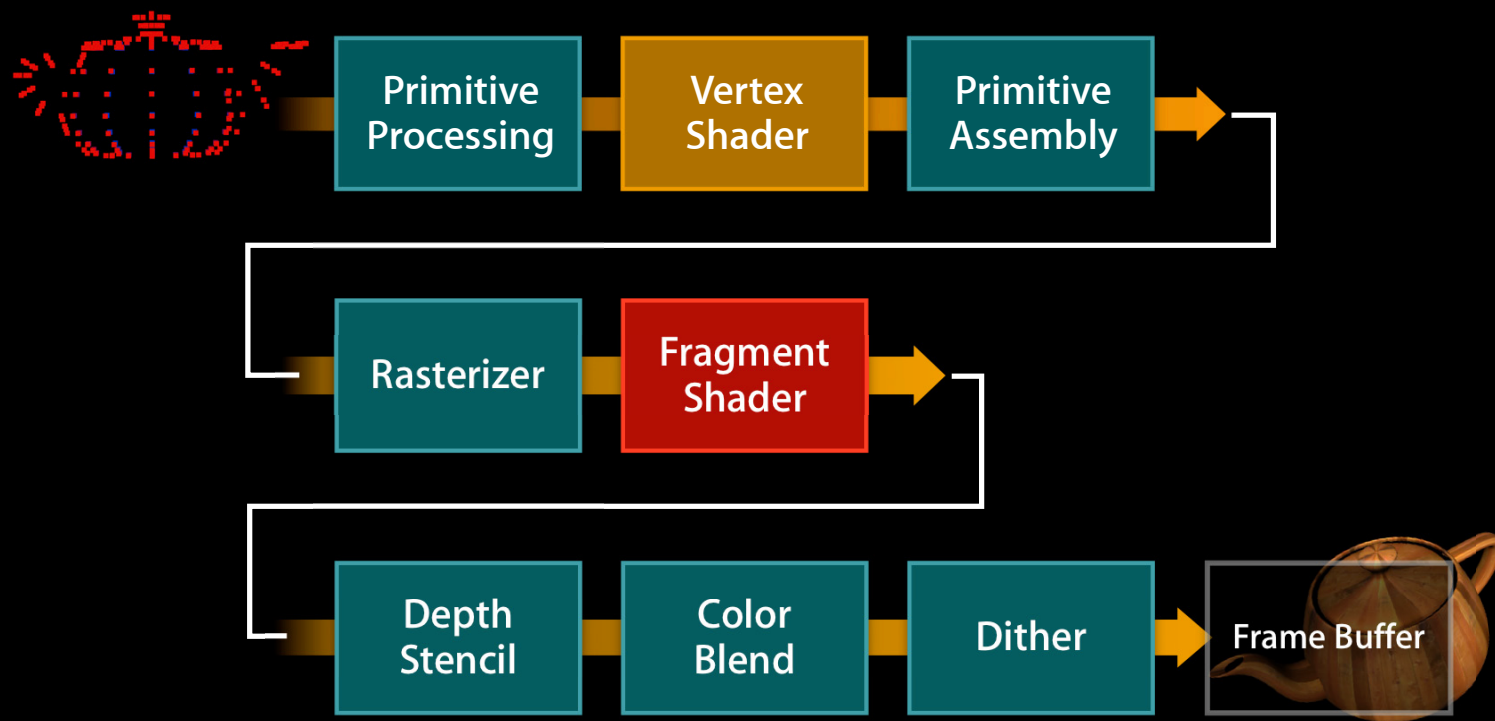 Primitive
Processing
Vertex
Shader
Primitive
Assembly
Rasterizer
Fragment
Shader
Depth
Stencil
Color
Blend
Dither
Frame Buffer